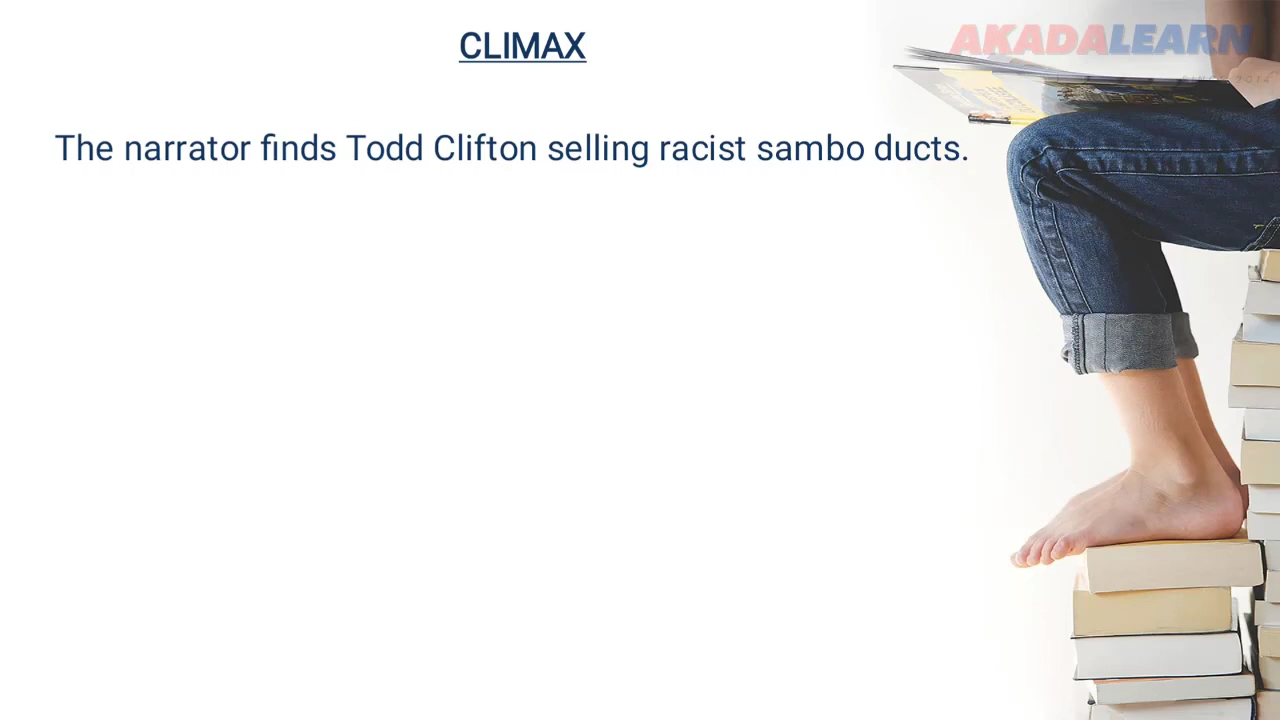 CLIMAX
AKADALEARN
The narrator finds Todd Clifton selling racist sambo ducts.